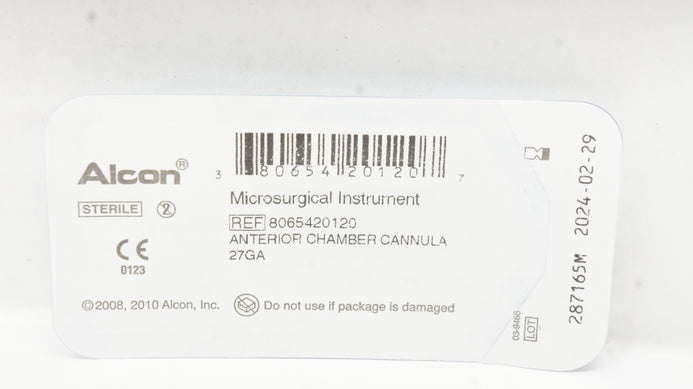 Alcon®
STERILE 2
CE
0123
©2008, 2010 Alcon, Inc.
3 80654 20120 7
Microsurgical Instrument
REF 8065420120
ANTERIOR CHAMBER CANNULA
27GA
Do not use if package is damaged
03-9466
LOT
287165M 2024-02-29